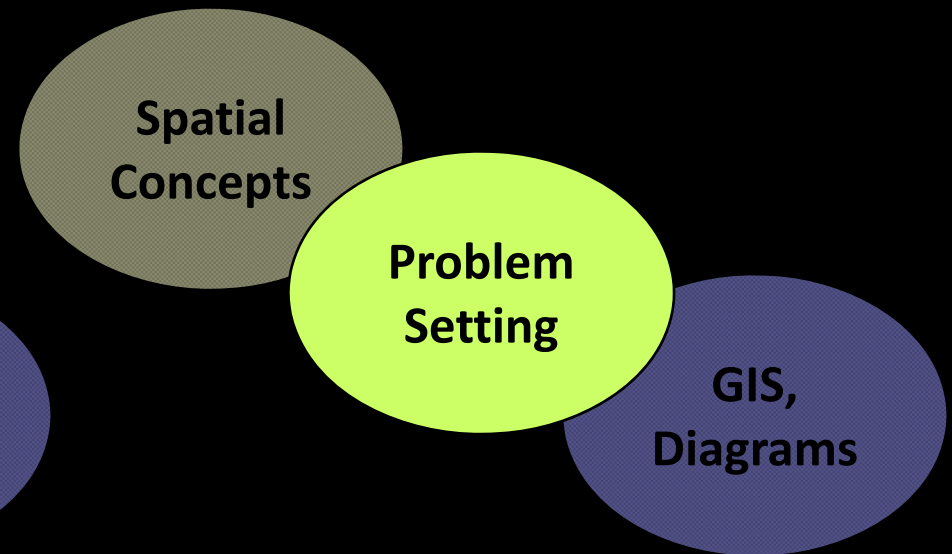 Spatial
Concepts
Problem
Setting
GIS,
Diagrams